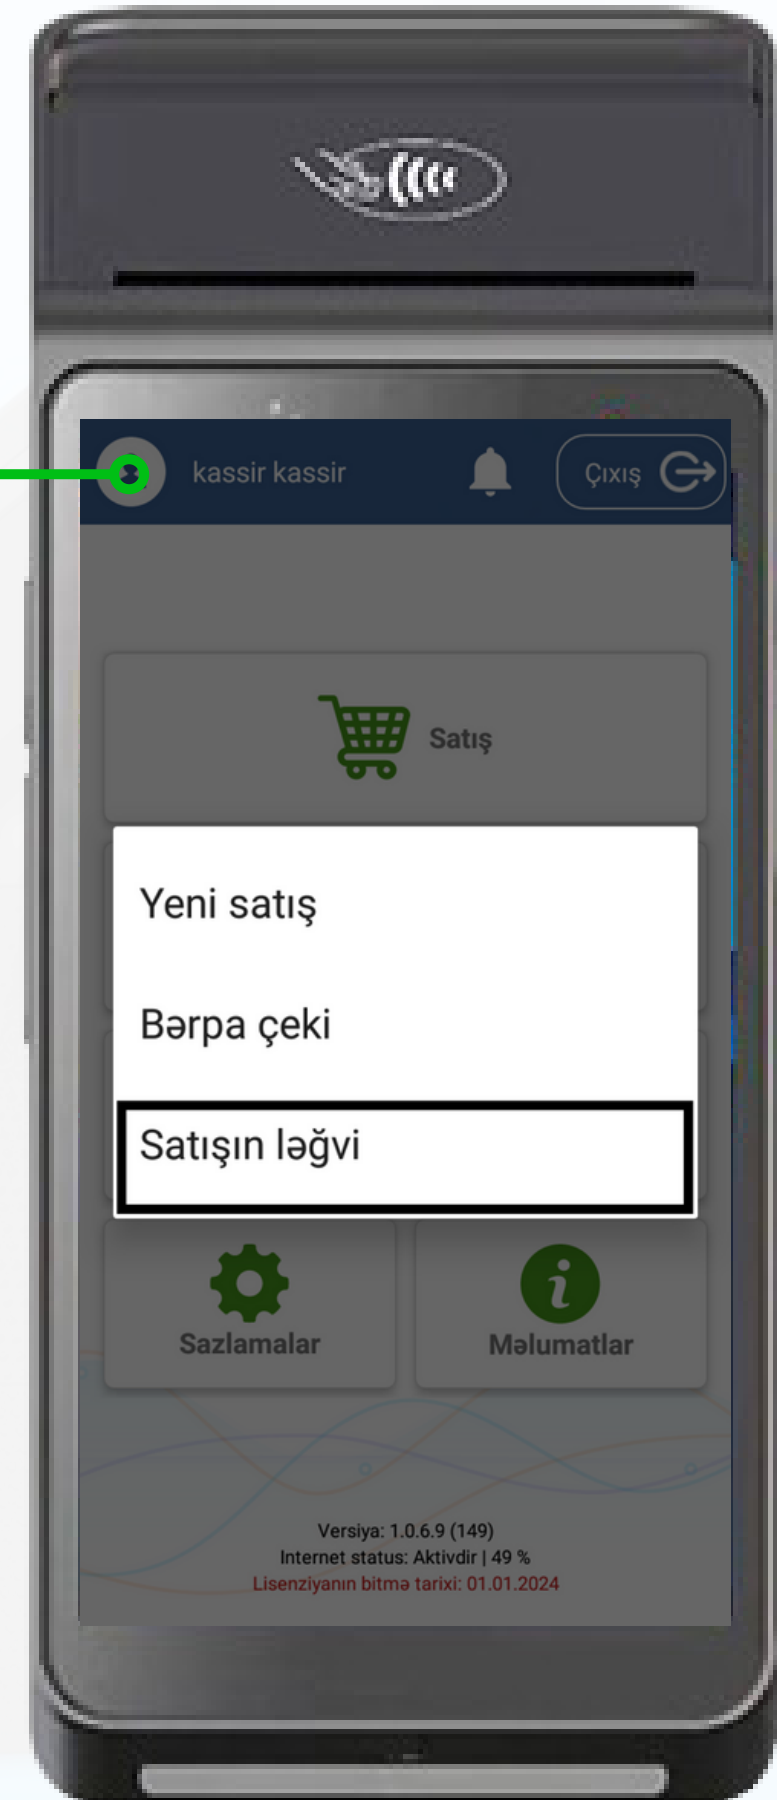 kassir kassir
Çıxış
Satış
Yeni satış
Bərpa çeki
Satışın ləğvi
Sazlamalar
Məlumatlar
Versiya: 1.0.6.9 (149)
Internet status: Aktivdir | 49 %
Lisenziyanın bitmə tarixi: 01.01.2024